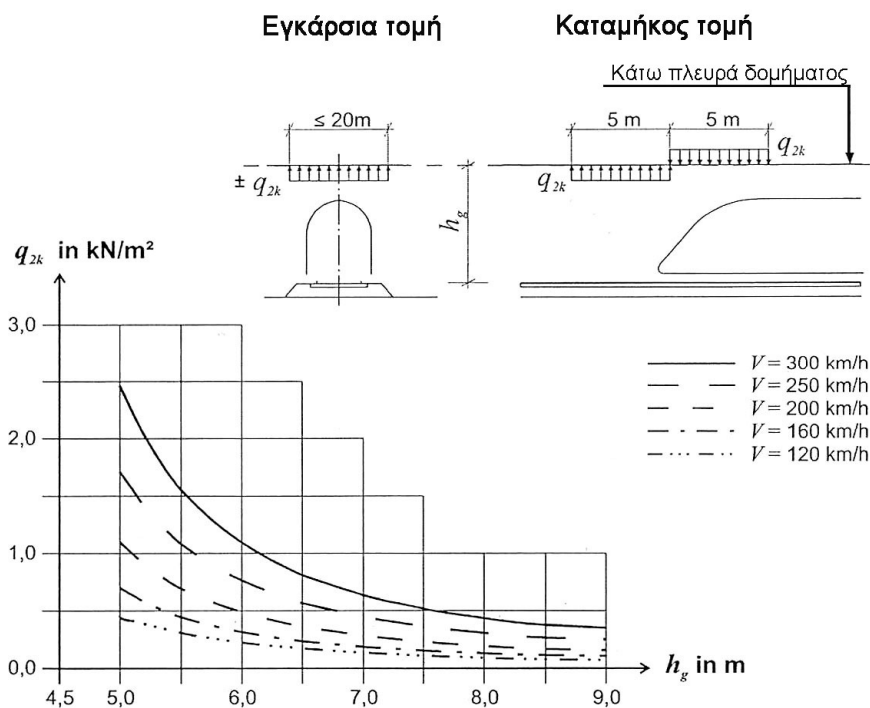 Εγκάρσια τομή
Καταμήκος τομή
Κάτω πλευρά δομήματος
≤ 20m
5 m
5 m
± q₂ₖ
q₂ₖ
q₂ₖ
h_g
q₂ₖ in kN/m²
3,0
2,0
1,0
0,0
V = 300 km/h
V = 250 km/h
V = 200 km/h
V = 160 km/h
V = 120 km/h
4,5
5,0
6,0
7,0
8,0
9,0
h_g in m